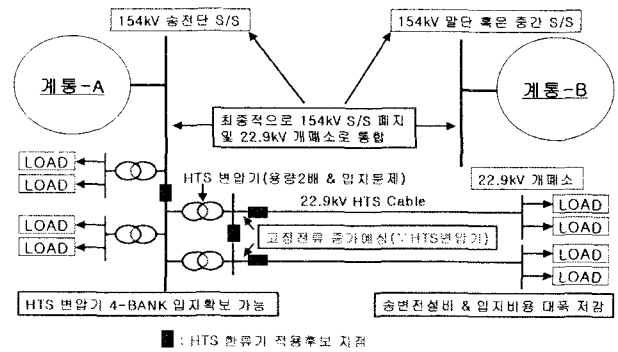 154kV 송전단 S/S
154kV 말단 혹은 중간 S/S
계통-A
계통-B
최종적으로 154kV S/S 폐지
및 22.9kV 개폐소로 통합
LOAD
LOAD
HTS 변압기(용량2배 & 입지문제)
22.9kV 개폐소
22.9kV HTS Cable
LOAD
LOAD
LOAD
LOAD
고장전류 증가예상(∵HTS변압기)
LOAD
LOAD
HTS 변압기 4-BANK 입지확보 가능
송변전설비 & 입지비용 대폭 저감
: HTS 한류기 적용후보 지점